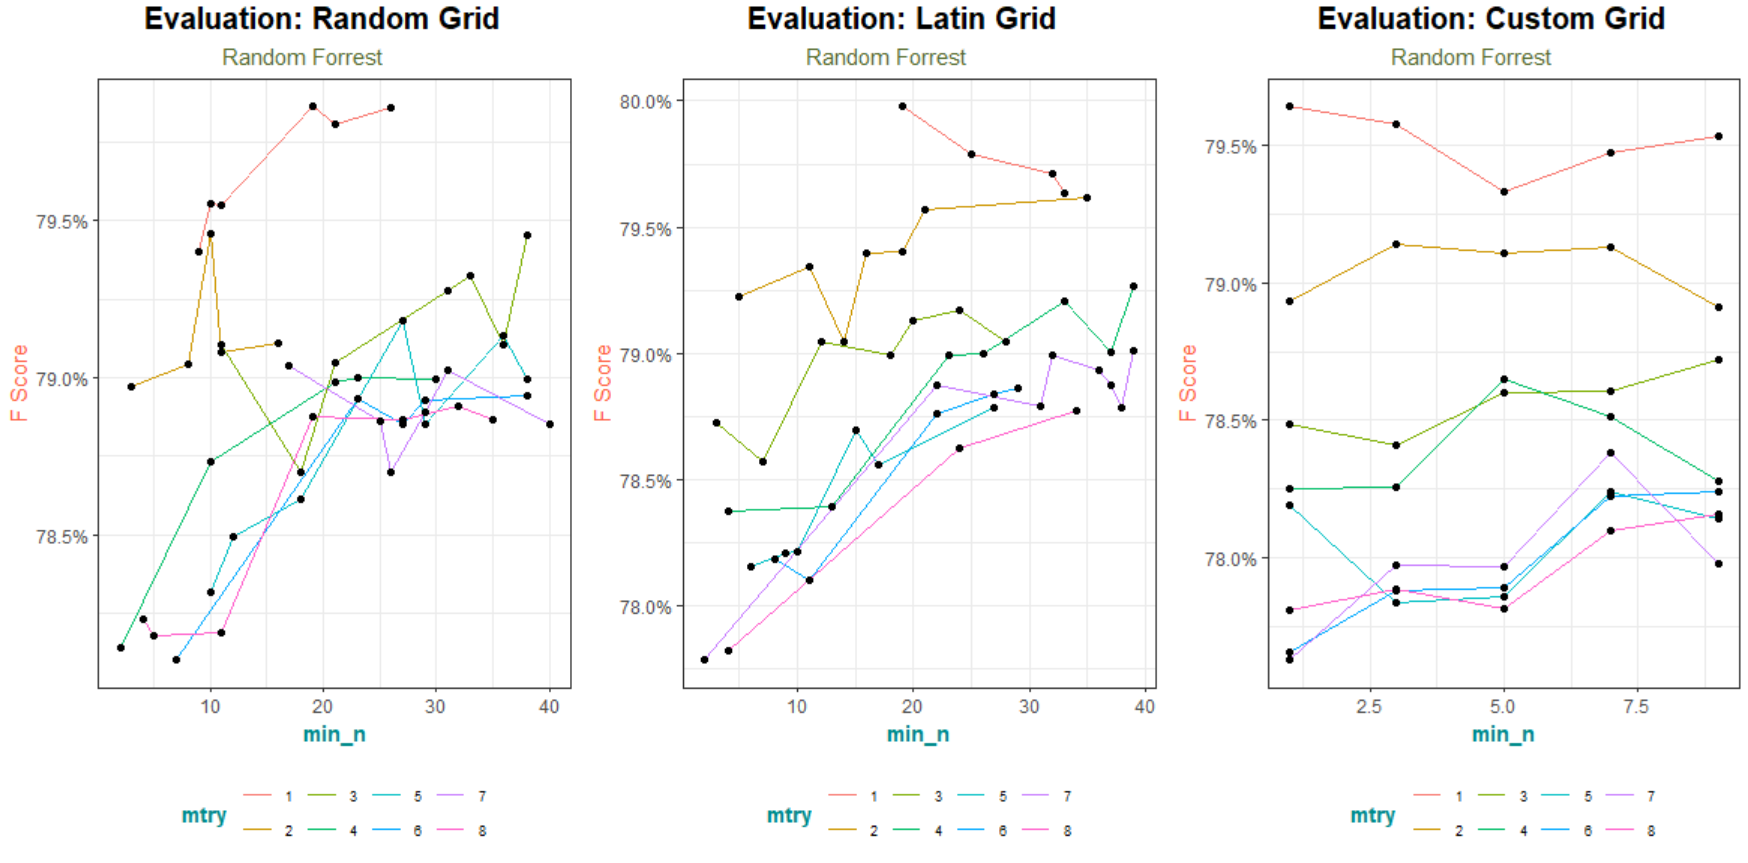 Evaluation: Random Grid
Random Forrest
F Score
79.5%
79.0%
78.5%
10 20 30 40
min_n
mtry
1 3 5 7
2 4 6 8
Evaluation: Latin Grid
Random Forrest
F Score
80.0%
79.5%
79.0%
78.5%
78.0%
10 20 30 40
min_n
mtry
1 3 5 7
2 4 6 8
Evaluation: Custom Grid
Random Forrest
F Score
79.5%
79.0%
78.5%
78.0%
2.5 5.0 7.5
min_n
mtry
1 3 5 7
2 4 6 8